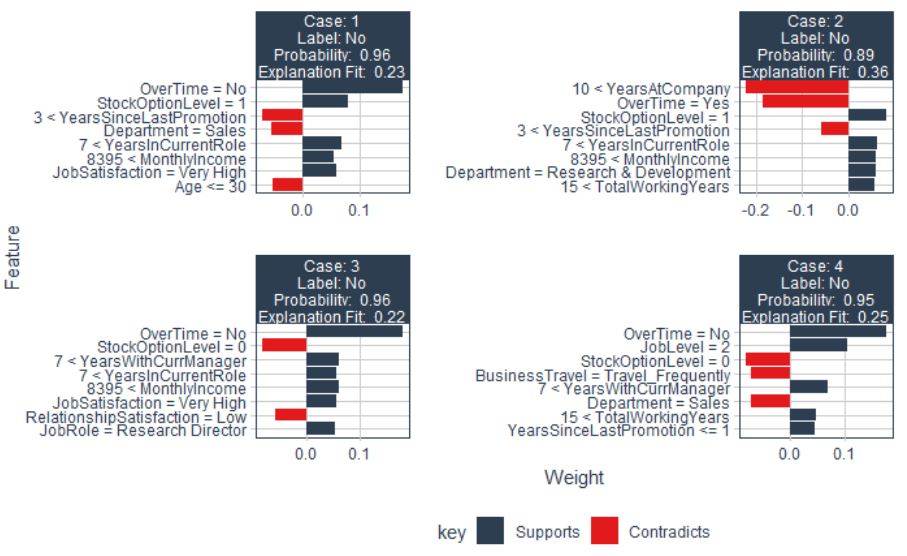 Case: 1
Label: No
Probability: 0.96
Explanation Fit: 0.23
OverTime = No
StockOptionLevel = 1
3 < YearsSinceLastPromotion
Department = Sales
7 < YearsInCurrentRole
8395 < MonthlyIncome
JobSatisfaction = Very High
Age <= 30
0.0 0.1
Case: 2
Label: No
Probability: 0.89
Explanation Fit: 0.36
10 < YearsAtCompany
OverTime = Yes
StockOptionLevel = 1
3 < YearsSinceLastPromotion
7 < YearsInCurrentRole
8395 < MonthlyIncome
Department = Research & Development
15 < TotalWorkingYears
-0.2 -0.1 0.0
Feature
Case: 3
Label: No
Probability: 0.96
Explanation Fit: 0.22
OverTime = No
StockOptionLevel = 0
7 < YearsWithCurrManager
7 < YearsInCurrentRole
8395 < MonthlyIncome
JobSatisfaction = Very High
RelationshipSatisfaction = Low
JobRole = Research Director
0.0 0.1
Case: 4
Label: No
Probability: 0.95
Explanation Fit: 0.25
OverTime = No
JobLevel = 2
StockOptionLevel = 0
BusinessTravel = Travel_Frequently
7 < YearsWithCurrManager
Department = Sales
15 < TotalWorkingYears
YearsSinceLastPromotion <= 1
0.0 0.1
Weight
key Supports Contradicts